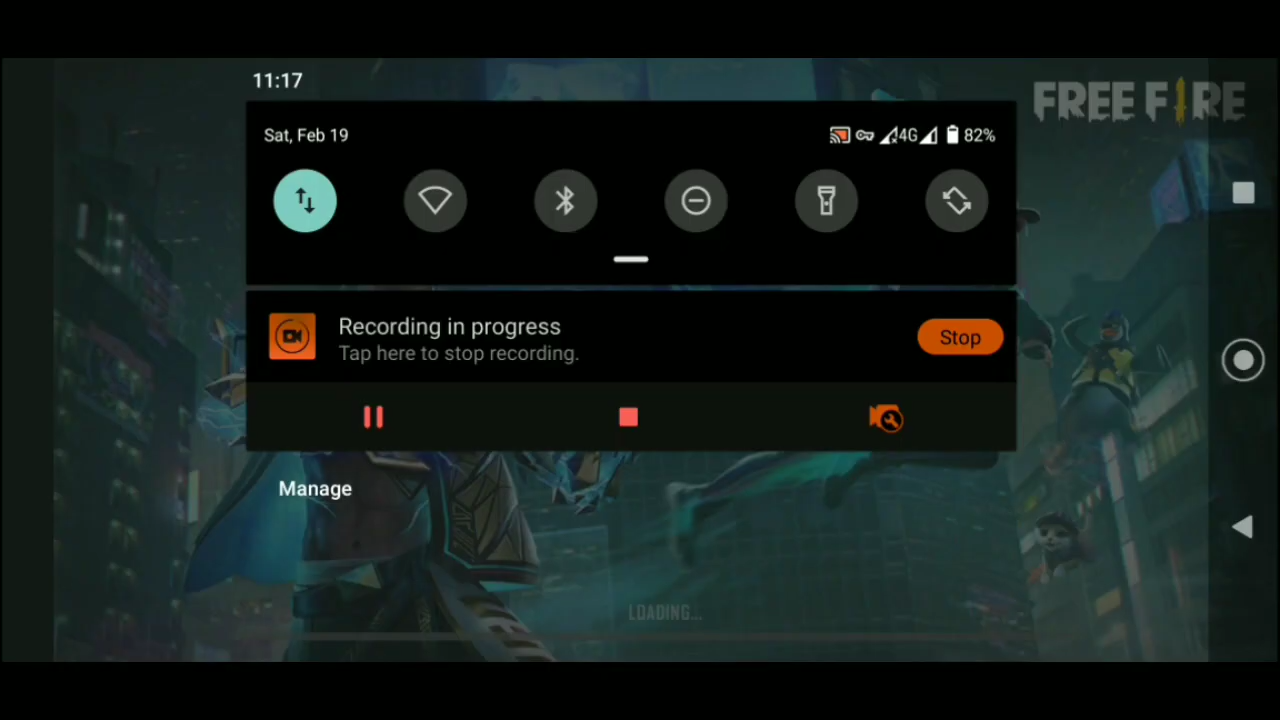 11:17
FREE FIRE
Sat, Feb 19
4G 82%
Recording in progress
Stop
Tap here to stop recording.
Manage
LOADING...